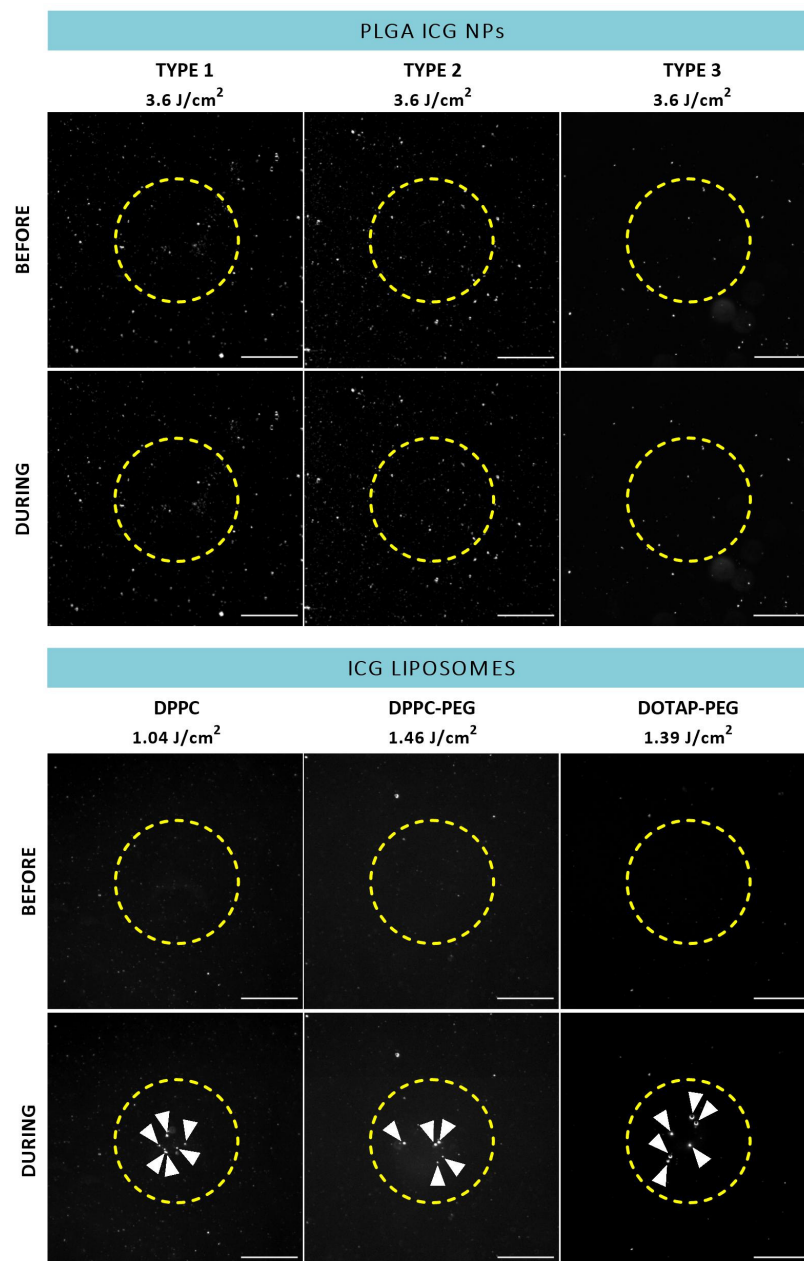 PLGA ICG NPs
TYPE 1
3.6 J/cm²
TYPE 2
3.6 J/cm²
TYPE 3
3.6 J/cm²
BEFORE
DURING
ICG LIPOSOMES
DPPC
1.04 J/cm²
DPPC-PEG
1.46 J/cm²
DOTAP-PEG
1.39 J/cm²
BEFORE
DURING